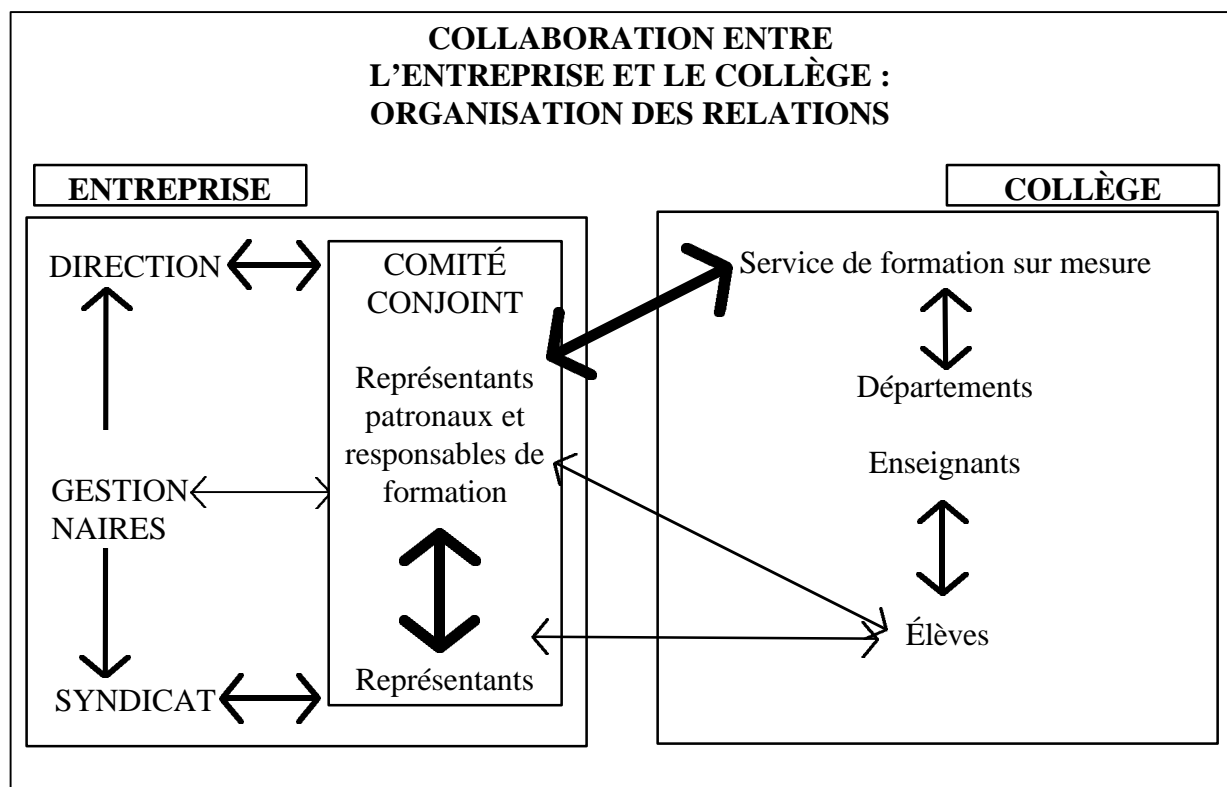 COLLABORATION ENTRE
L’ENTREPRISE ET LE COLLÈGE :
ORGANISATION DES RELATIONS
ENTREPRISE
DIRECTION
GESTION
NAIRES
SYNDICAT
COMITÉ
CONJOINT
Représentants
patronaux et
responsables de
formation
Représentants
COLLÈGE
Service de formation sur mesure
Départements
Enseignants
Élèves